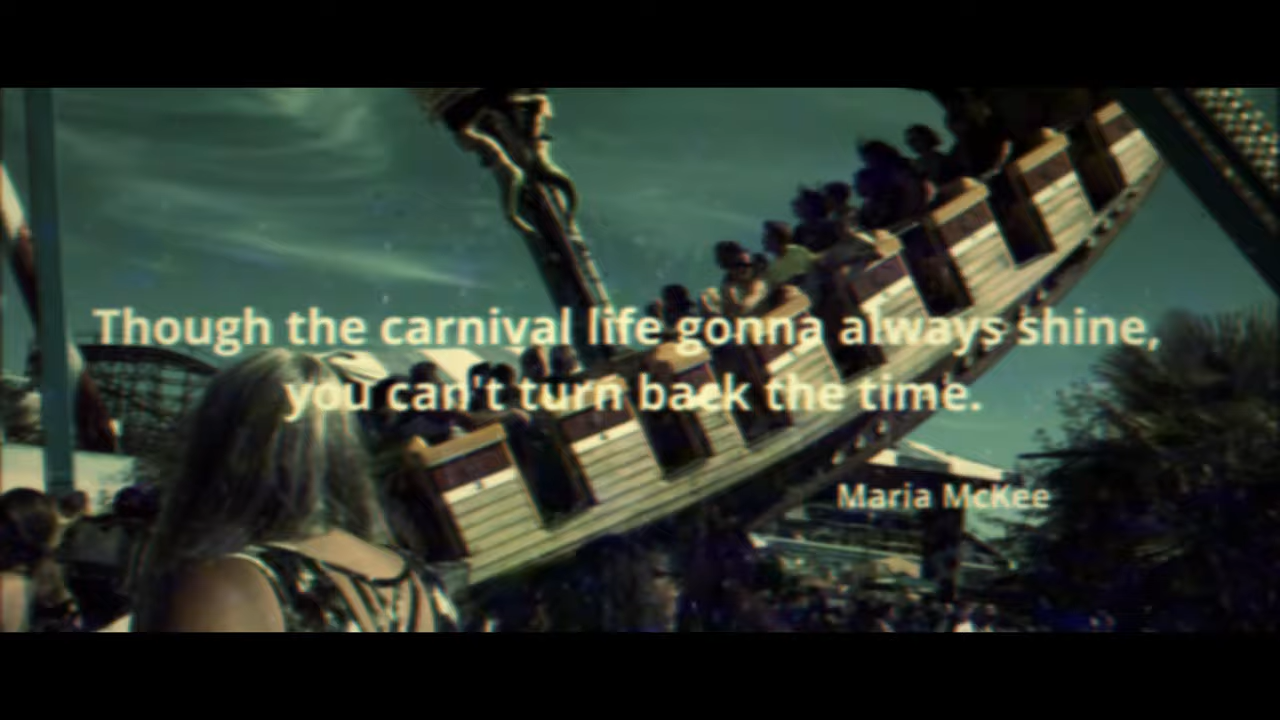 Though the carnival life gonna always shine,
you can't turn back the time.
Maria McKee